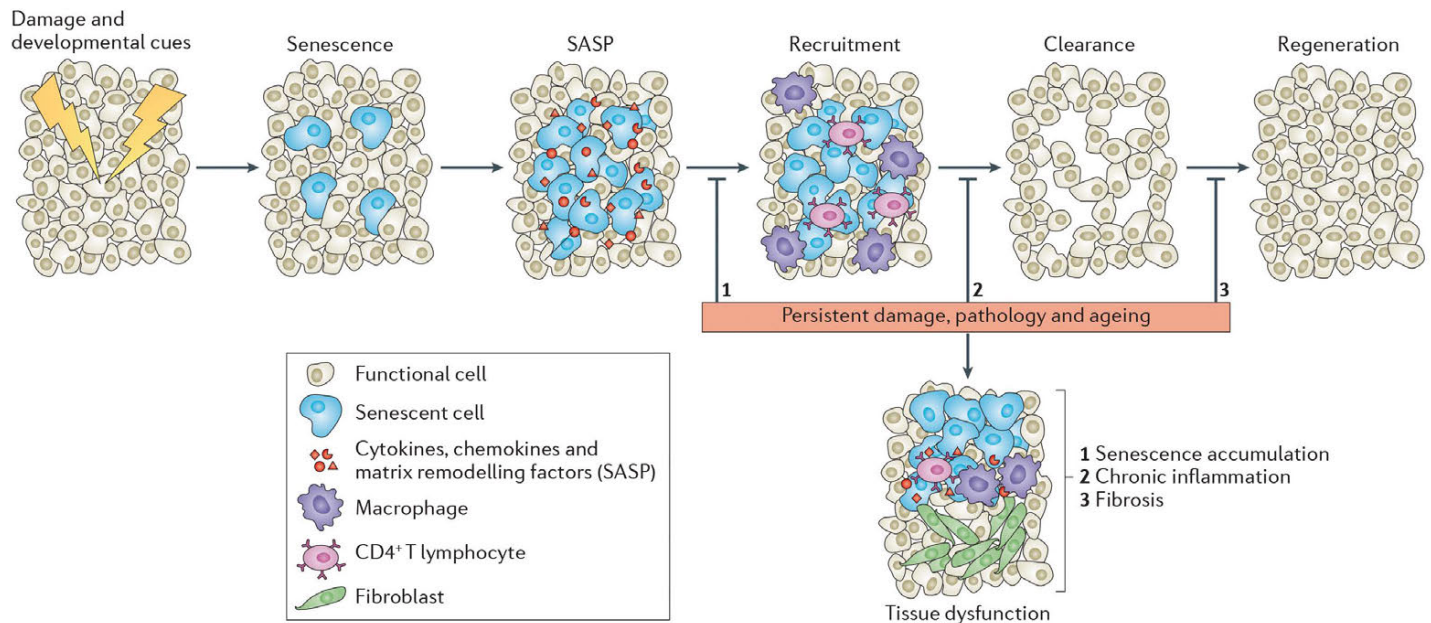 Damage and
developmental cues
Senescence
SASP
Recruitment
Clearance
Regeneration
1
2
3
Persistent damage, pathology and ageing
Functional cell
Senescent cell
Cytokines, chemokines and
matrix remodelling factors (SASP)
Macrophage
CD4⁺ T lymphocyte
Fibroblast
1 Senescence accumulation
2 Chronic inflammation
3 Fibrosis
Tissue dysfunction